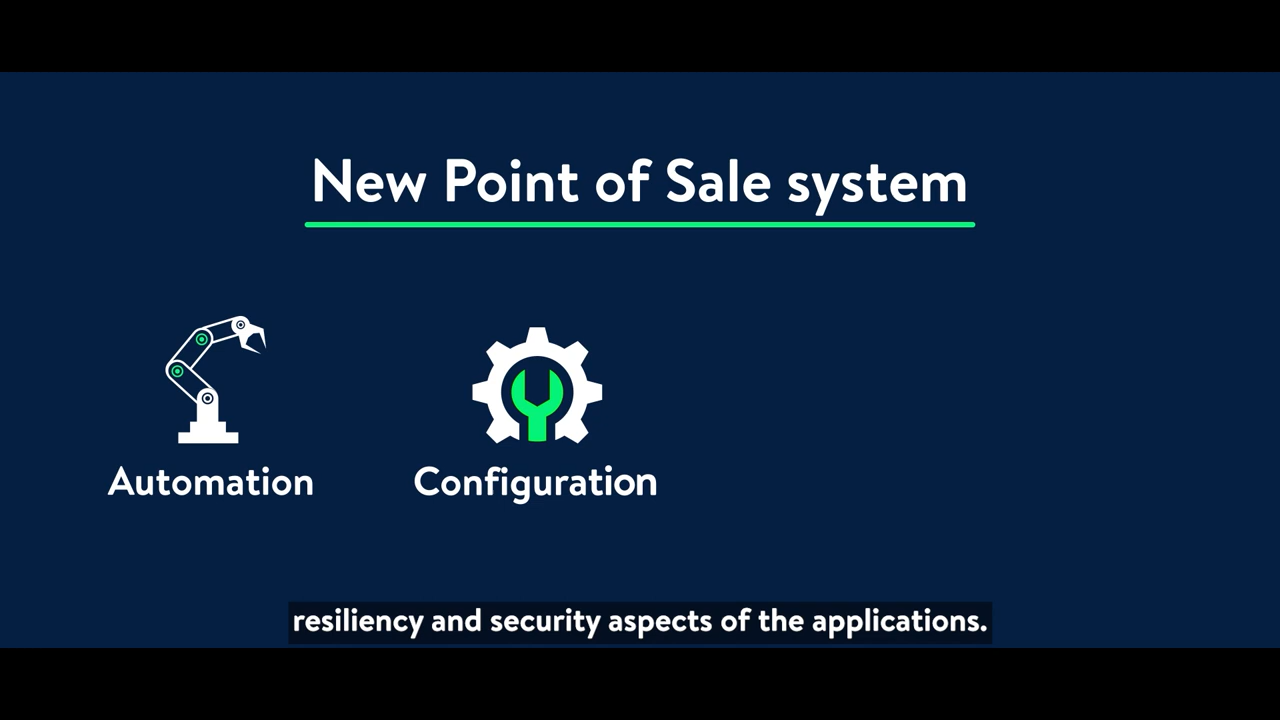 New Point of Sale system
Automation
Configuration
resiliency and security aspects of the applications.